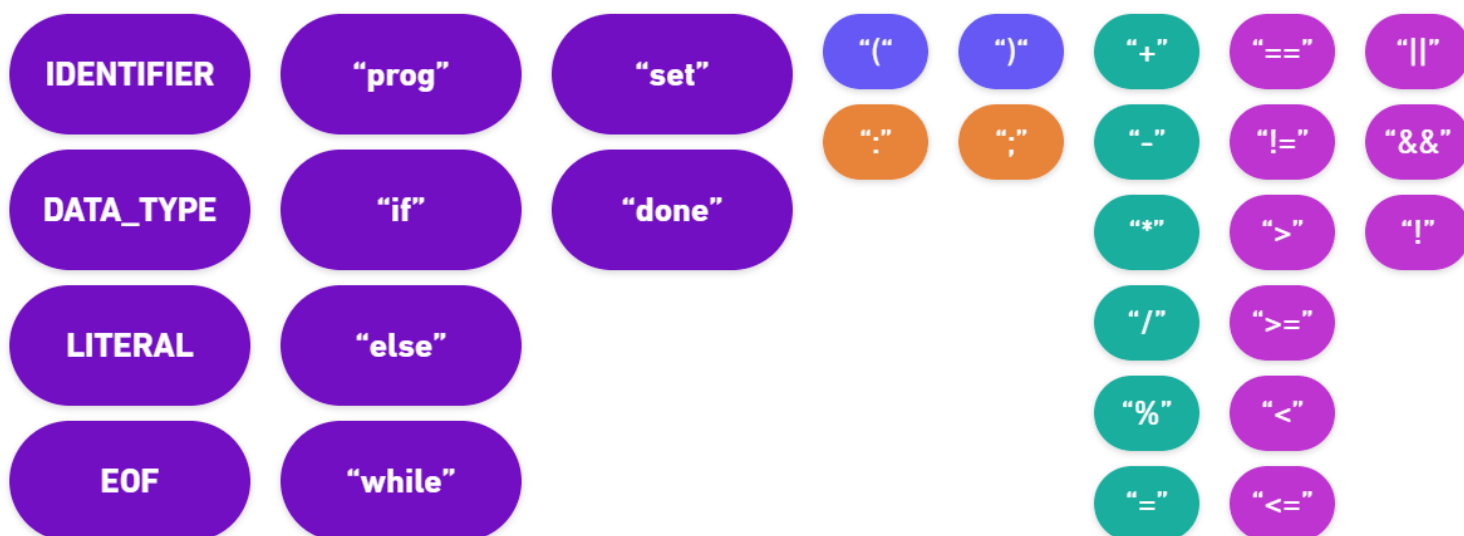 IDENTIFIER “prog” “set” “(“ “)“ “+” “==” “||”
“:” “;” “-” “!=” “&&”
DATA_TYPE “if” “done” “*” “>” “!”
LITERAL “else” “/” “>=”
“%” “<”
EOF “while” “=” “<=”